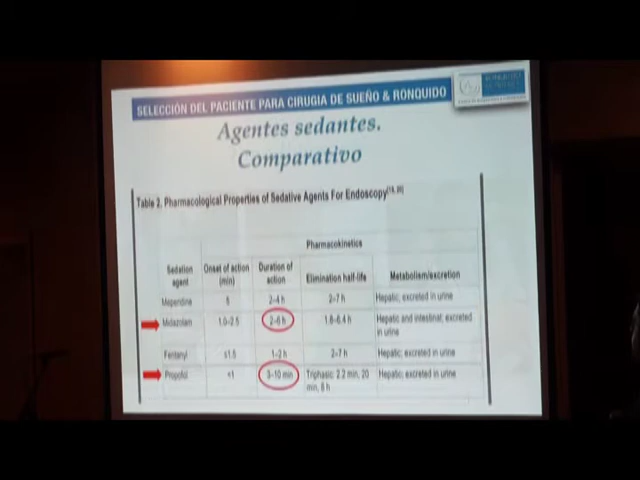 SELECCIÓN DEL PACIENTE PARA CIRUGIA DE SUEÑO & RONQUIDO
Agentes sedantes.
Comparativo
Table 2. Pharmacological Properties of Sedative Agents For Endoscopy
Pharmacokinetics
Sedation agent Onset of action (min) Duration of action Elimination half-life Metabolism/excretion
Meperidine 5 2–4 h 2–7 h Hepatic; excreted in urine
Midazolam 1.0–2.5 2–6 h 1.8–6.4 h Hepatic and intestinal; excreted in urine
Fentanyl ≤1.5 1–2 h 2–7 h Hepatic; excreted in urine
Propofol <1 3–10 min Triphasic: 2.2 min, 20 min, 8 h Hepatic; excreted in urine